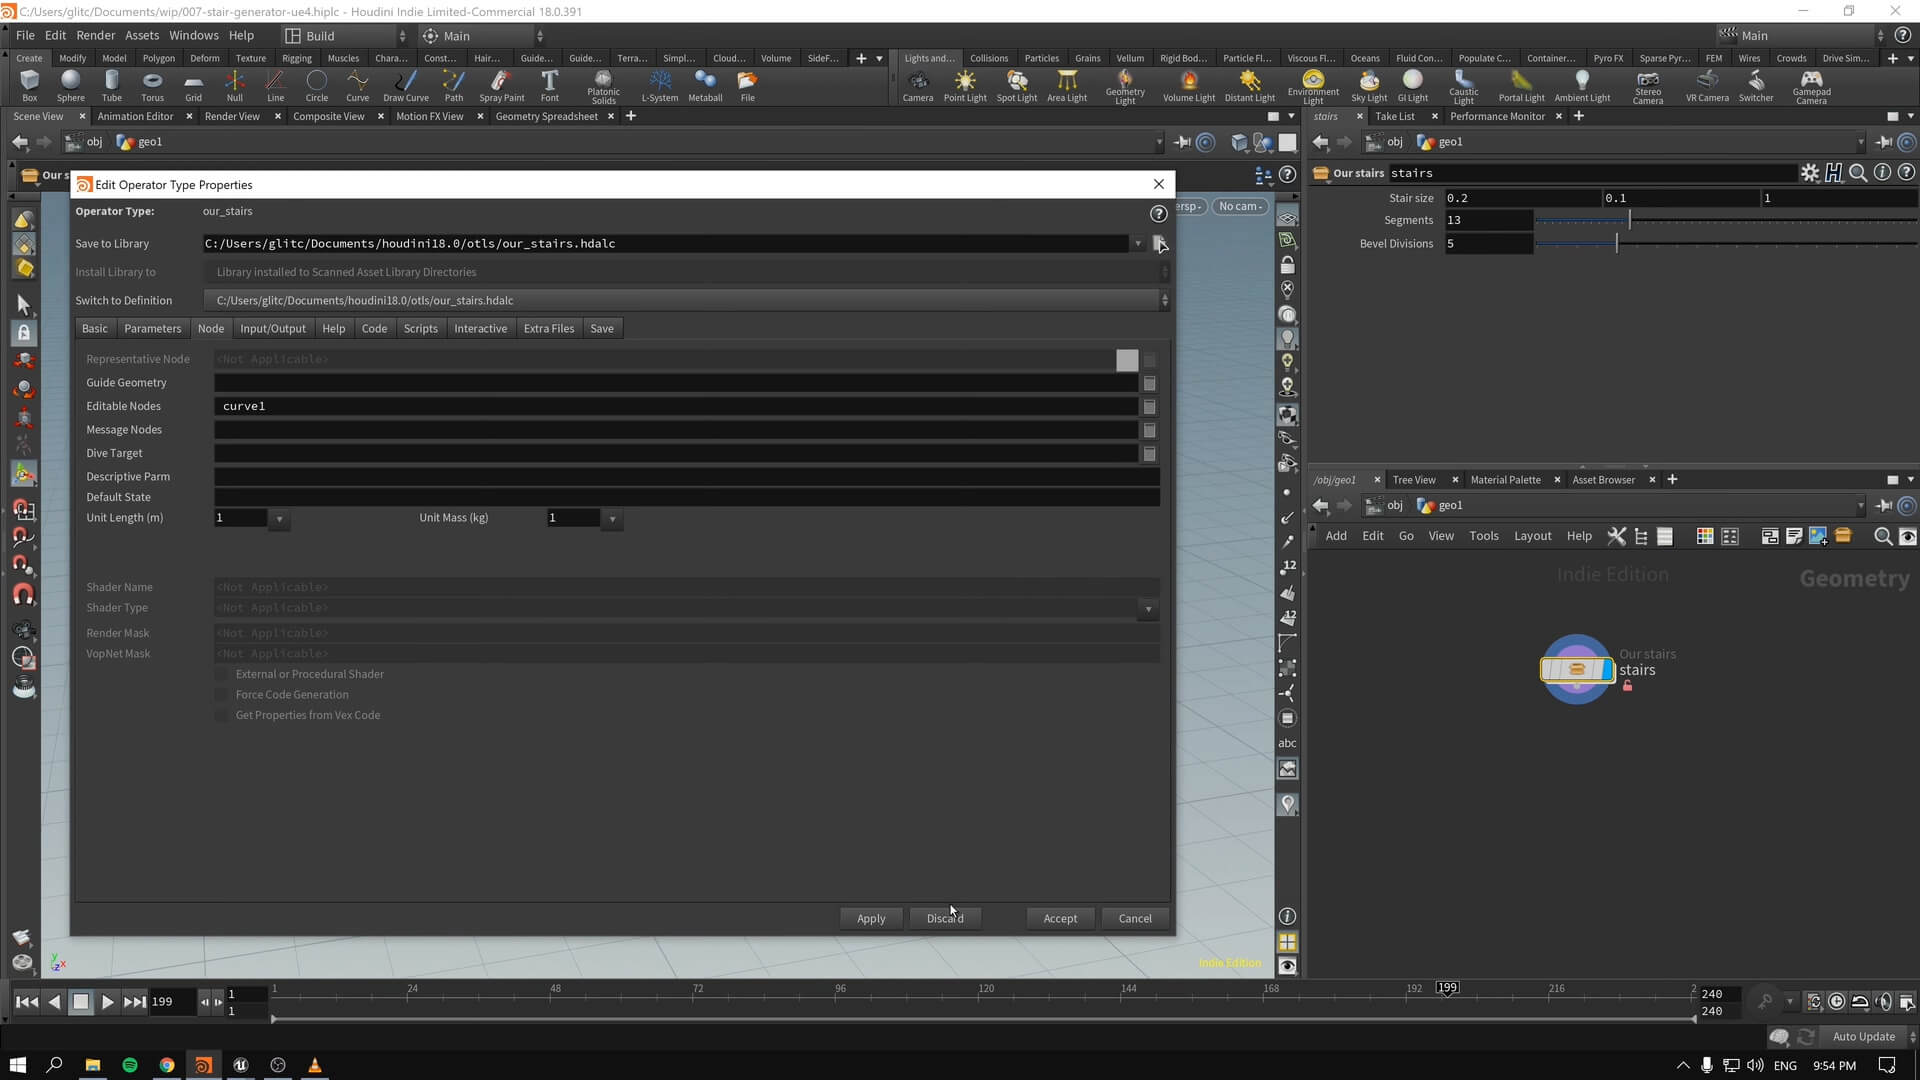 C:/Users/glitc/Documents/wip/007-stair-generator-ue4.hiplc - Houdini Indie Limited-Commercial 18.0.391
File Edit Render Assets Windows Help Build Main Main
Create Modify Model Polygon Deform Texture Rigging Muscles Chara... Const... Hair... Guide... Guide... Terra... Simpl... Cloud... Volume SideF...
Lights and... Collisions Particles Grains Vellum Rigid Bod... Particle Fl... Viscous Fl... Oceans Fluid Con... Populate C... Container... Pyro FX Sparse Pyr... FEM Wires Crowds Drive Sim...
Box Sphere Tube Torus Grid Null Line Circle Curve Draw Curve Path Spray Paint Font Platonic Solids L-System Metaball File
Camera Point Light Spot Light Area Light Geometry Light Volume Light Distant Light Environment Light Sky Light GI Light Caustic Light Portal Light Ambient Light Stereo Camera VR Camera Switcher Gamepad Camera
Scene View Animation Editor Render View Composite View Motion FX View Geometry Spreadsheet
stairs Take List Performance Monitor
obj geo1
obj geo1
Our s
Our stairs stairs
Stair size 0.2 0.1 1
Segments 13
Bevel Divisions 5
ersp No cam
Edit Operator Type Properties
Operator Type: our_stairs
Save to Library C:/Users/glitc/Documents/houdini18.0/otls/our_stairs.hdalc
Install Library to Library installed to Scanned Asset Library Directories
Switch to Definition C:/Users/glitc/Documents/houdini18.0/otls/our_stairs.hdalc
Basic Parameters Node Input/Output Help Code Scripts Interactive Extra Files Save
Representative Node <Not Applicable>
Guide Geometry
Editable Nodes curve1
Message Nodes
Dive Target
Descriptive Parm
Default State
Unit Length (m) 1 Unit Mass (kg) 1
Shader Name <Not Applicable>
Shader Type <Not Applicable>
Render Mask <Not Applicable>
VopNet Mask <Not Applicable>
External or Procedural Shader
Force Code Generation
Get Properties from Vex Code
Apply Discard Accept Cancel
12
12
abc
Indie Edition
/obj/geo1 Tree View Material Palette Asset Browser
obj geo1
Add Edit Go View Tools Layout Help
Indie Edition Geometry
Our stairs
stairs
y z x
199 1 1
1 24 48 72 96 120 144 168 192 199 216 2
240 240
Auto Update
ENG 9:54 PM